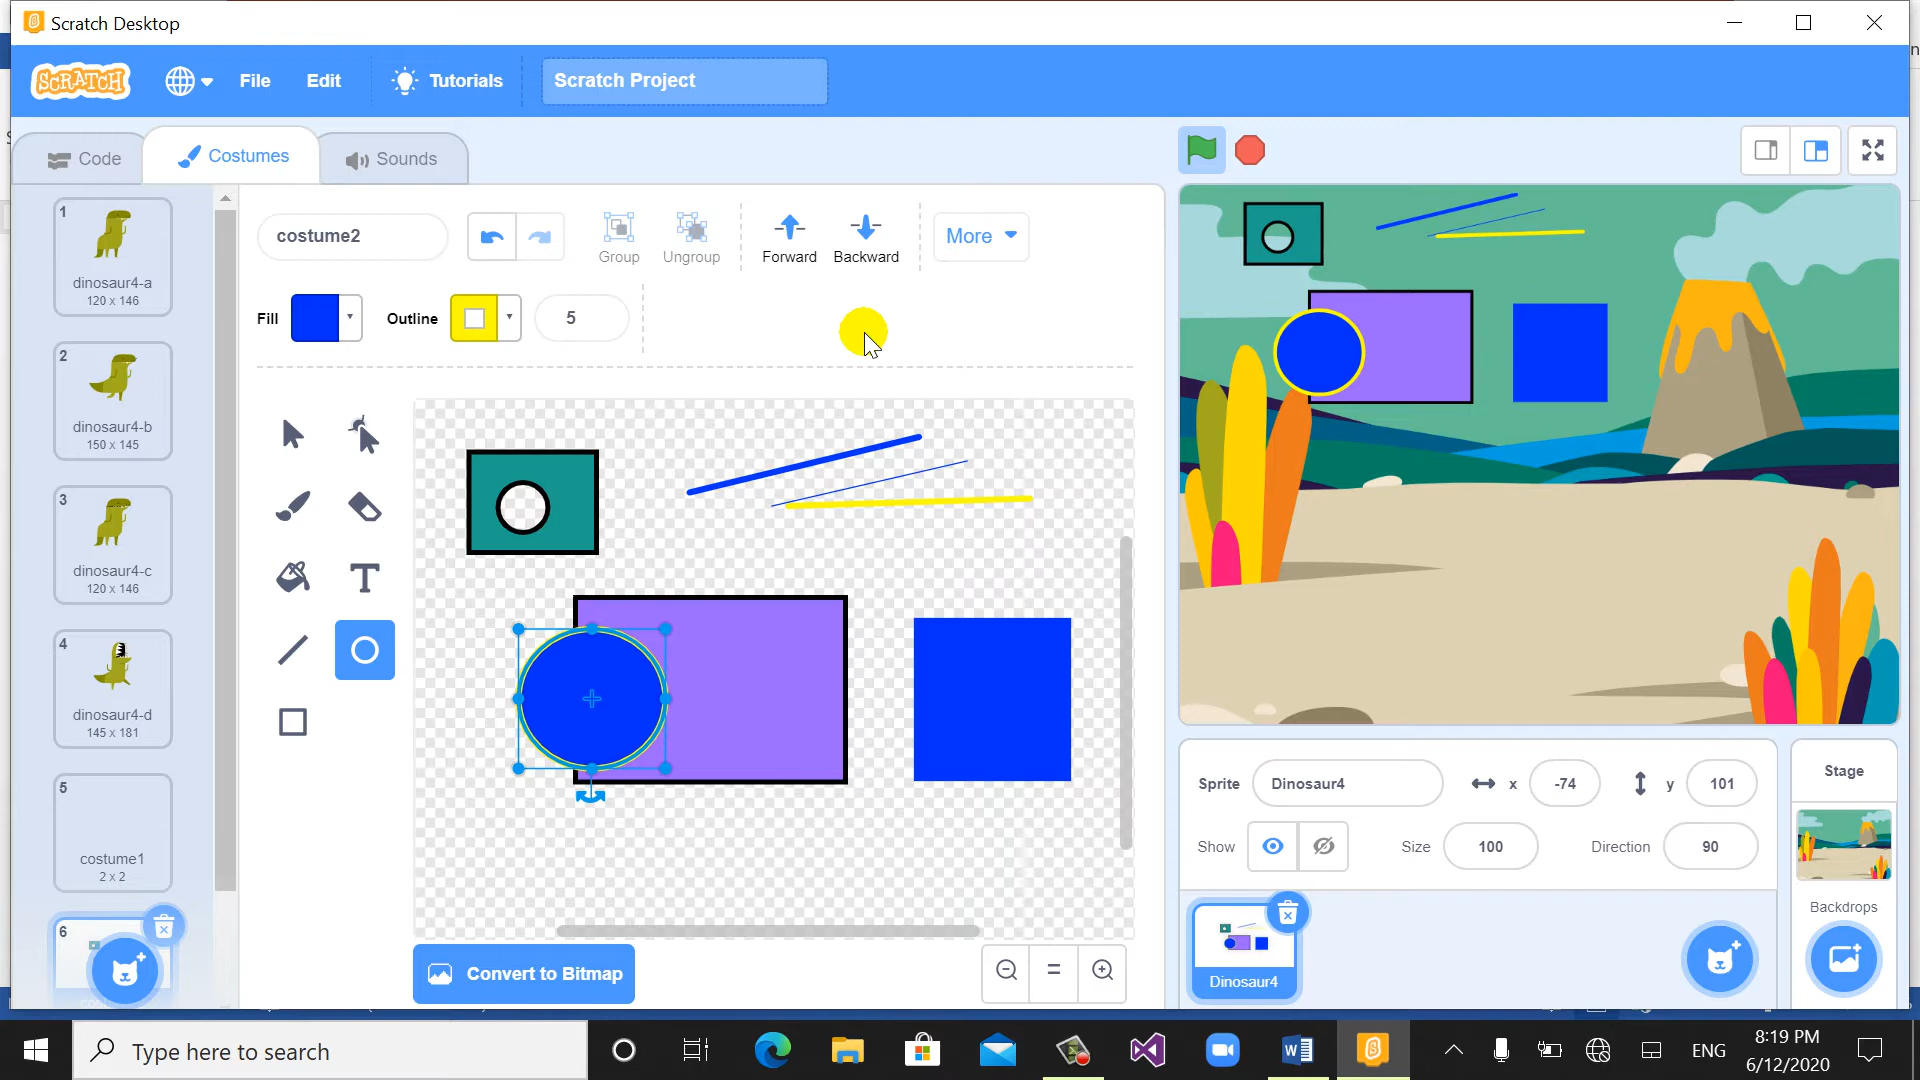 Scratch Desktop
SCRATCH
File
Edit
Tutorials
Scratch Project
Code
Costumes
Sounds
1
dinosaur4-a
120 x 146
2
dinosaur4-b
150 x 145
3
dinosaur4-c
120 x 146
4
dinosaur4-d
145 x 181
5
costume1
2 x 2
6
costume2
Group
Ungroup
Forward
Backward
More
Fill
Outline
5
T
Convert to Bitmap
=
Sprite
Dinosaur4
x
-74
y
101
Show
Size
100
Direction
90
Dinosaur4
Stage
Backdrops
Type here to search
ENG
8:19 PM
6/12/2020